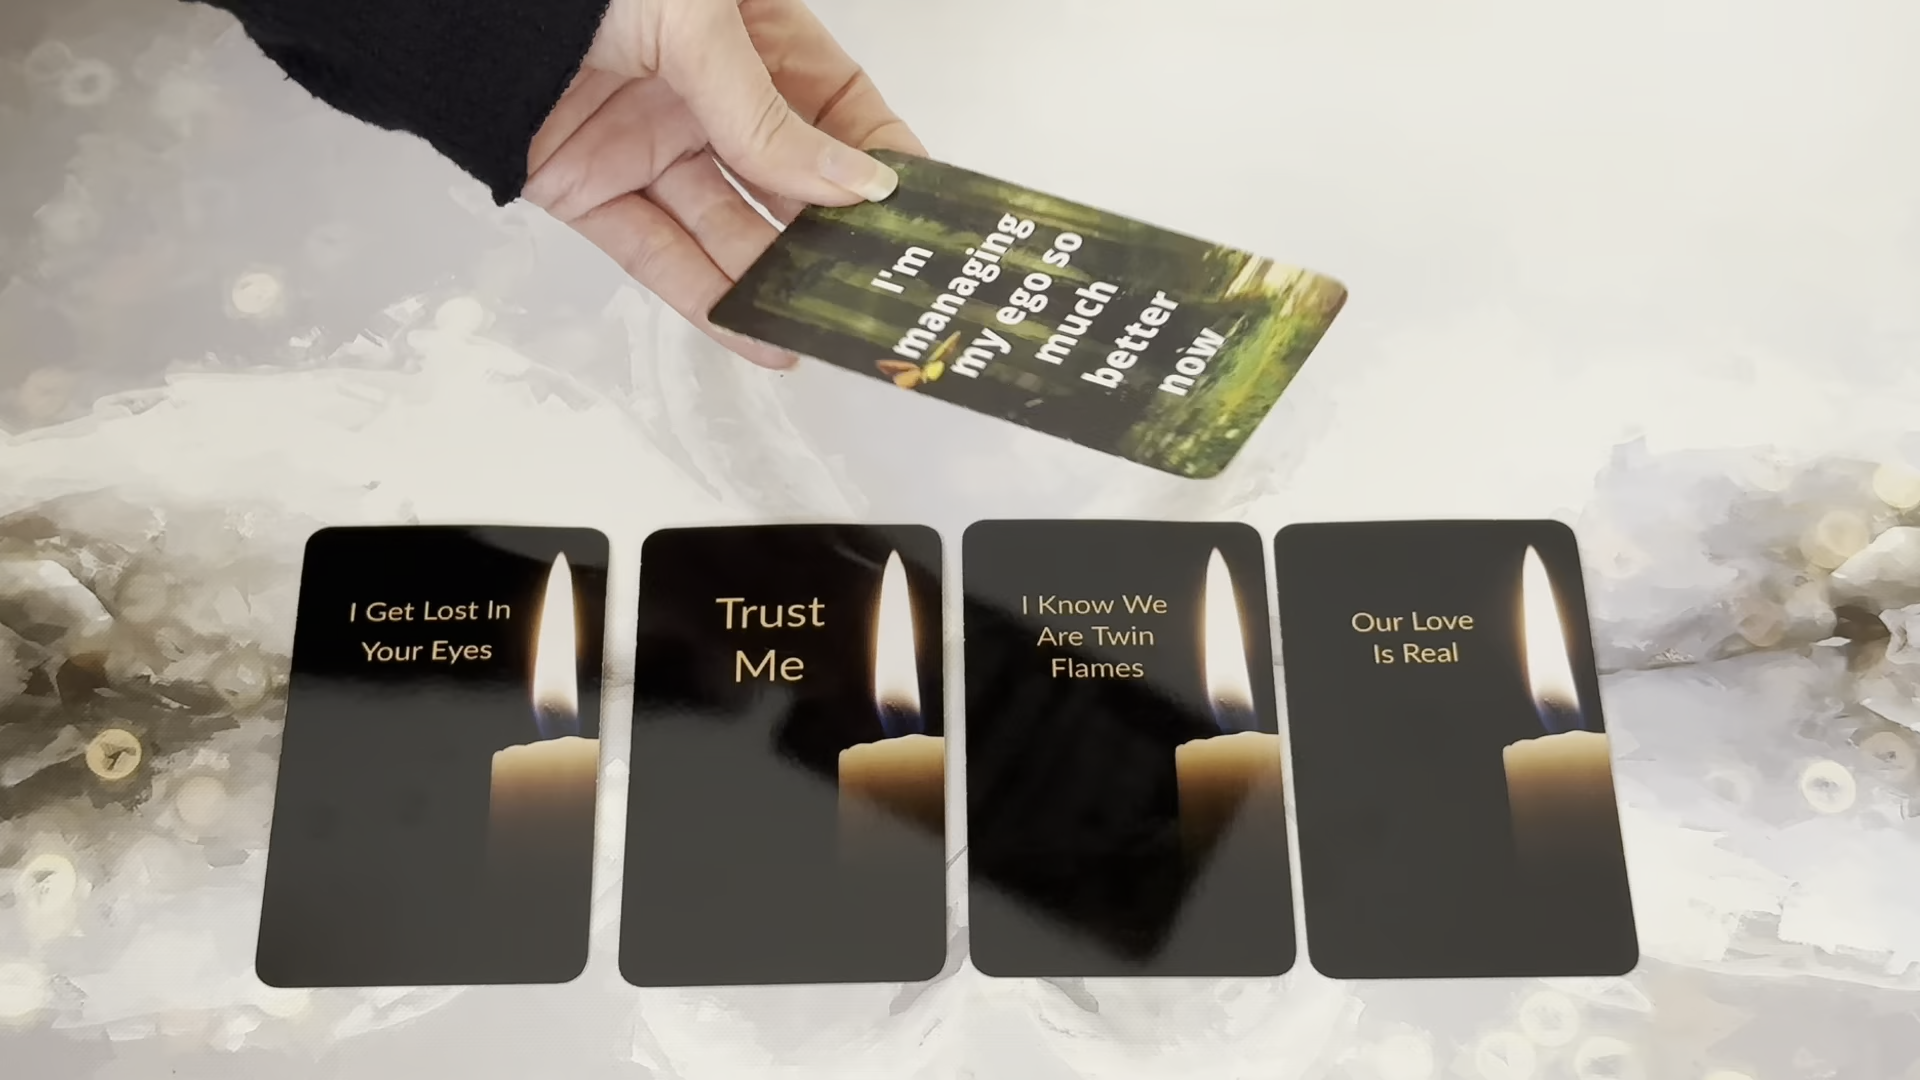 I'm
managing
my ego so
much
better
now
I Get Lost In
Your Eyes
Trust
Me
I Know We
Are Twin
Flames
Our Love
Is Real